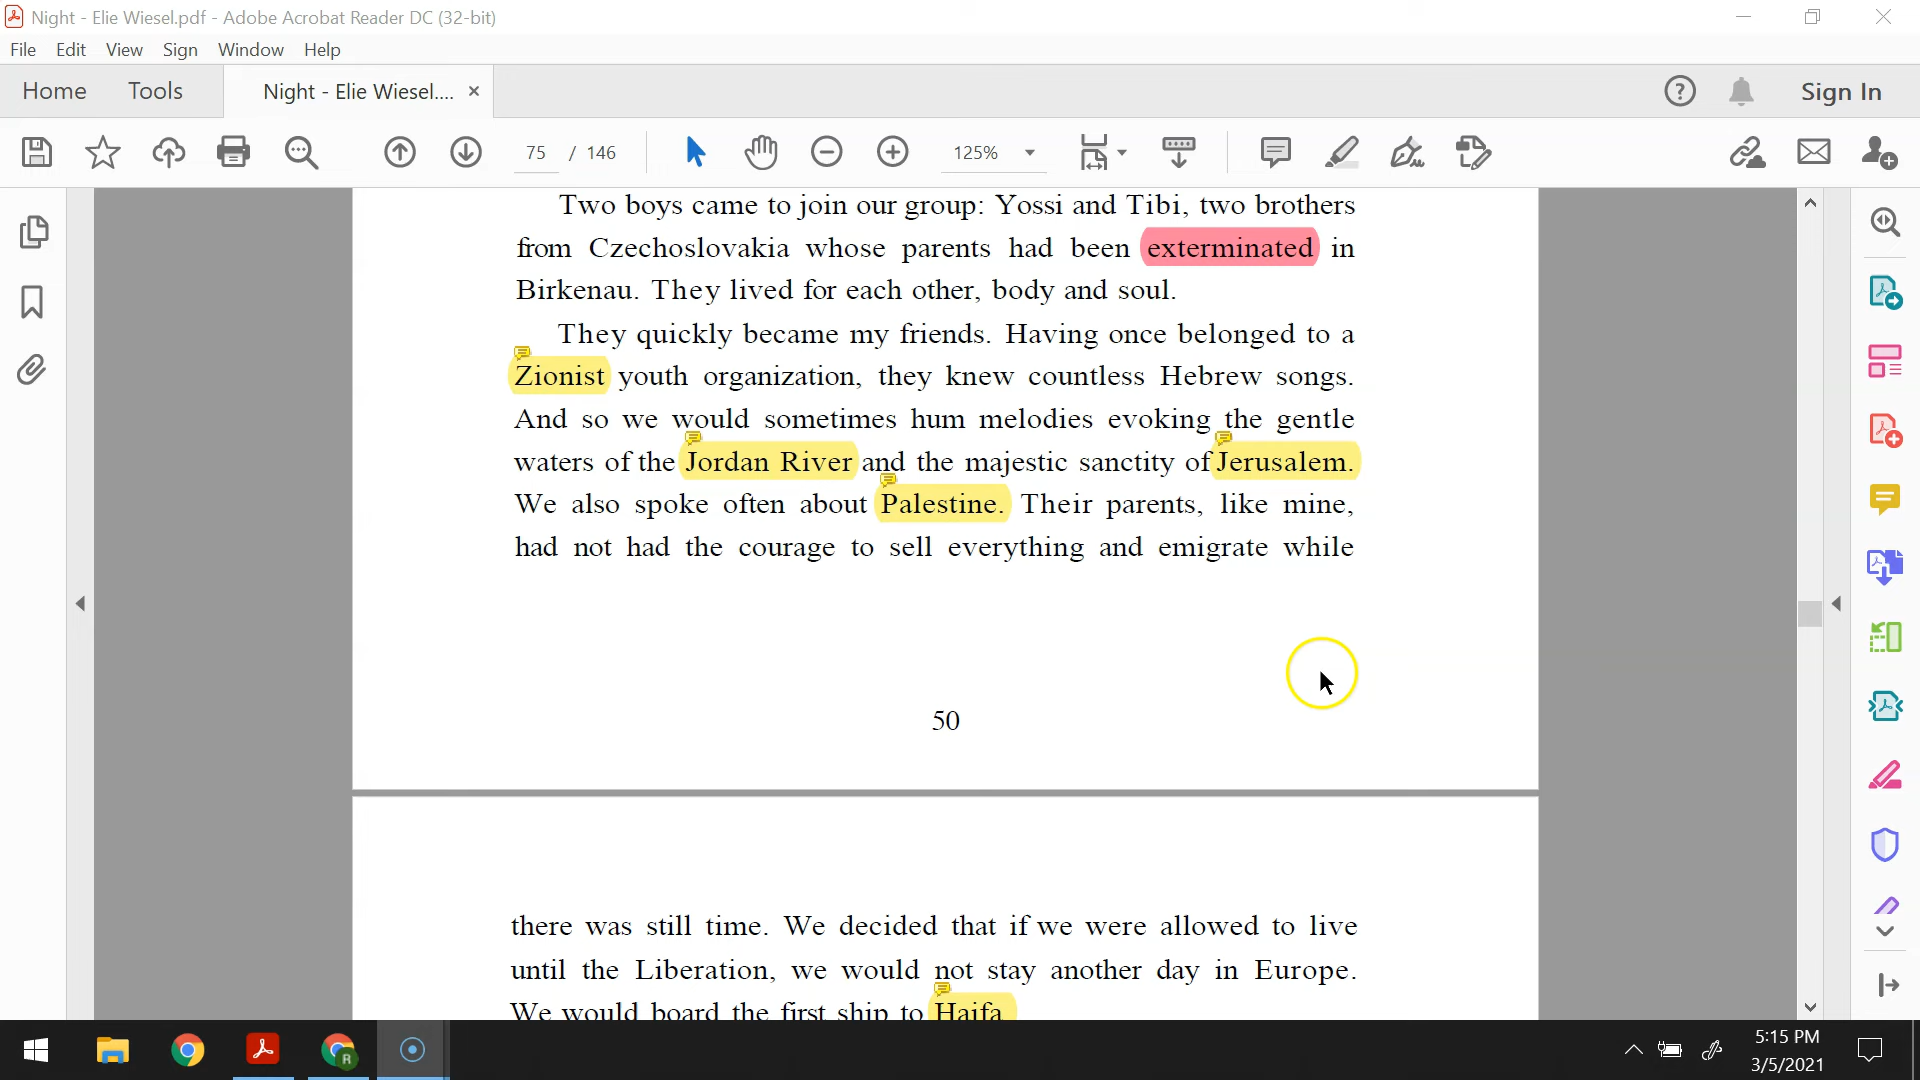 Night - Elie Wiesel.pdf - Adobe Acrobat Reader DC (32-bit)
File Edit View Sign Window Help
Home Tools Night - Elie Wiesel.... × Sign In
75 / 146 125%
Two boys came to join our group: Yossi and Tibi, two brothers
from Czechoslovakia whose parents had been exterminated in
Birkenau. They lived for each other, body and soul.
They quickly became my friends. Having once belonged to a
Zionist youth organization, they knew countless Hebrew songs.
And so we would sometimes hum melodies evoking the gentle
waters of the Jordan River and the majestic sanctity of Jerusalem.
We also spoke often about Palestine. Their parents, like mine,
had not had the courage to sell everything and emigrate while
50
there was still time. We decided that if we were allowed to live
until the Liberation, we would not stay another day in Europe.
We would board the first ship to Haifa
R
5:15 PM
3/5/2021